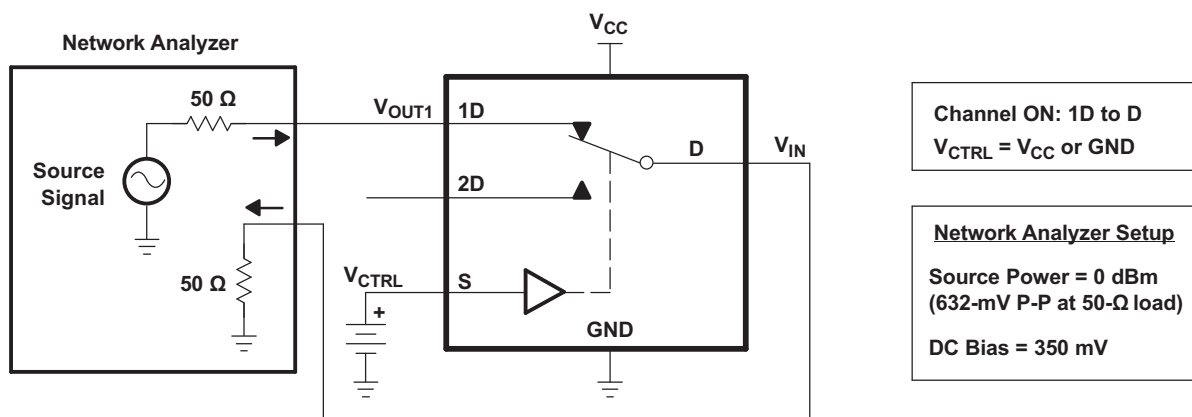 Network Analyzer
50 Ω
Source
Signal
50 Ω
V_OUT1
V_CC
1D
2D
D
V_IN
V_CTRL
S
+
GND
Channel ON: 1D to D
V_CTRL = V_CC or GND
Network Analyzer Setup
Source Power = 0 dBm
(632-mV P-P at 50-Ω load)
DC Bias = 350 mV